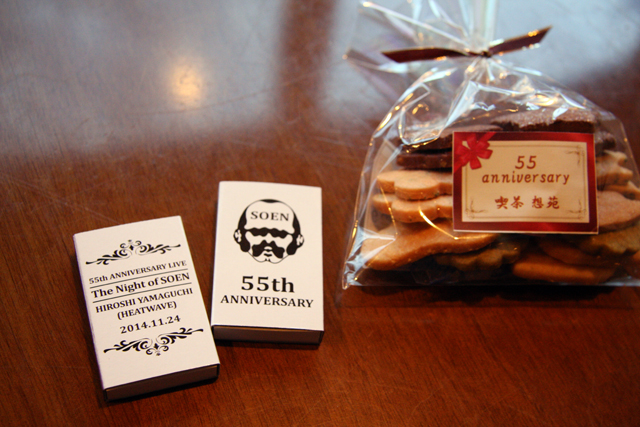 55th ANNIVERSARY LIVE
The Night of SOEN
HIROSHI YAMAGUCHI
(HEATWAVE)
2014.11.24
SOEN
55th
ANNIVERSARY
55
anniversary
喫茶 想苑